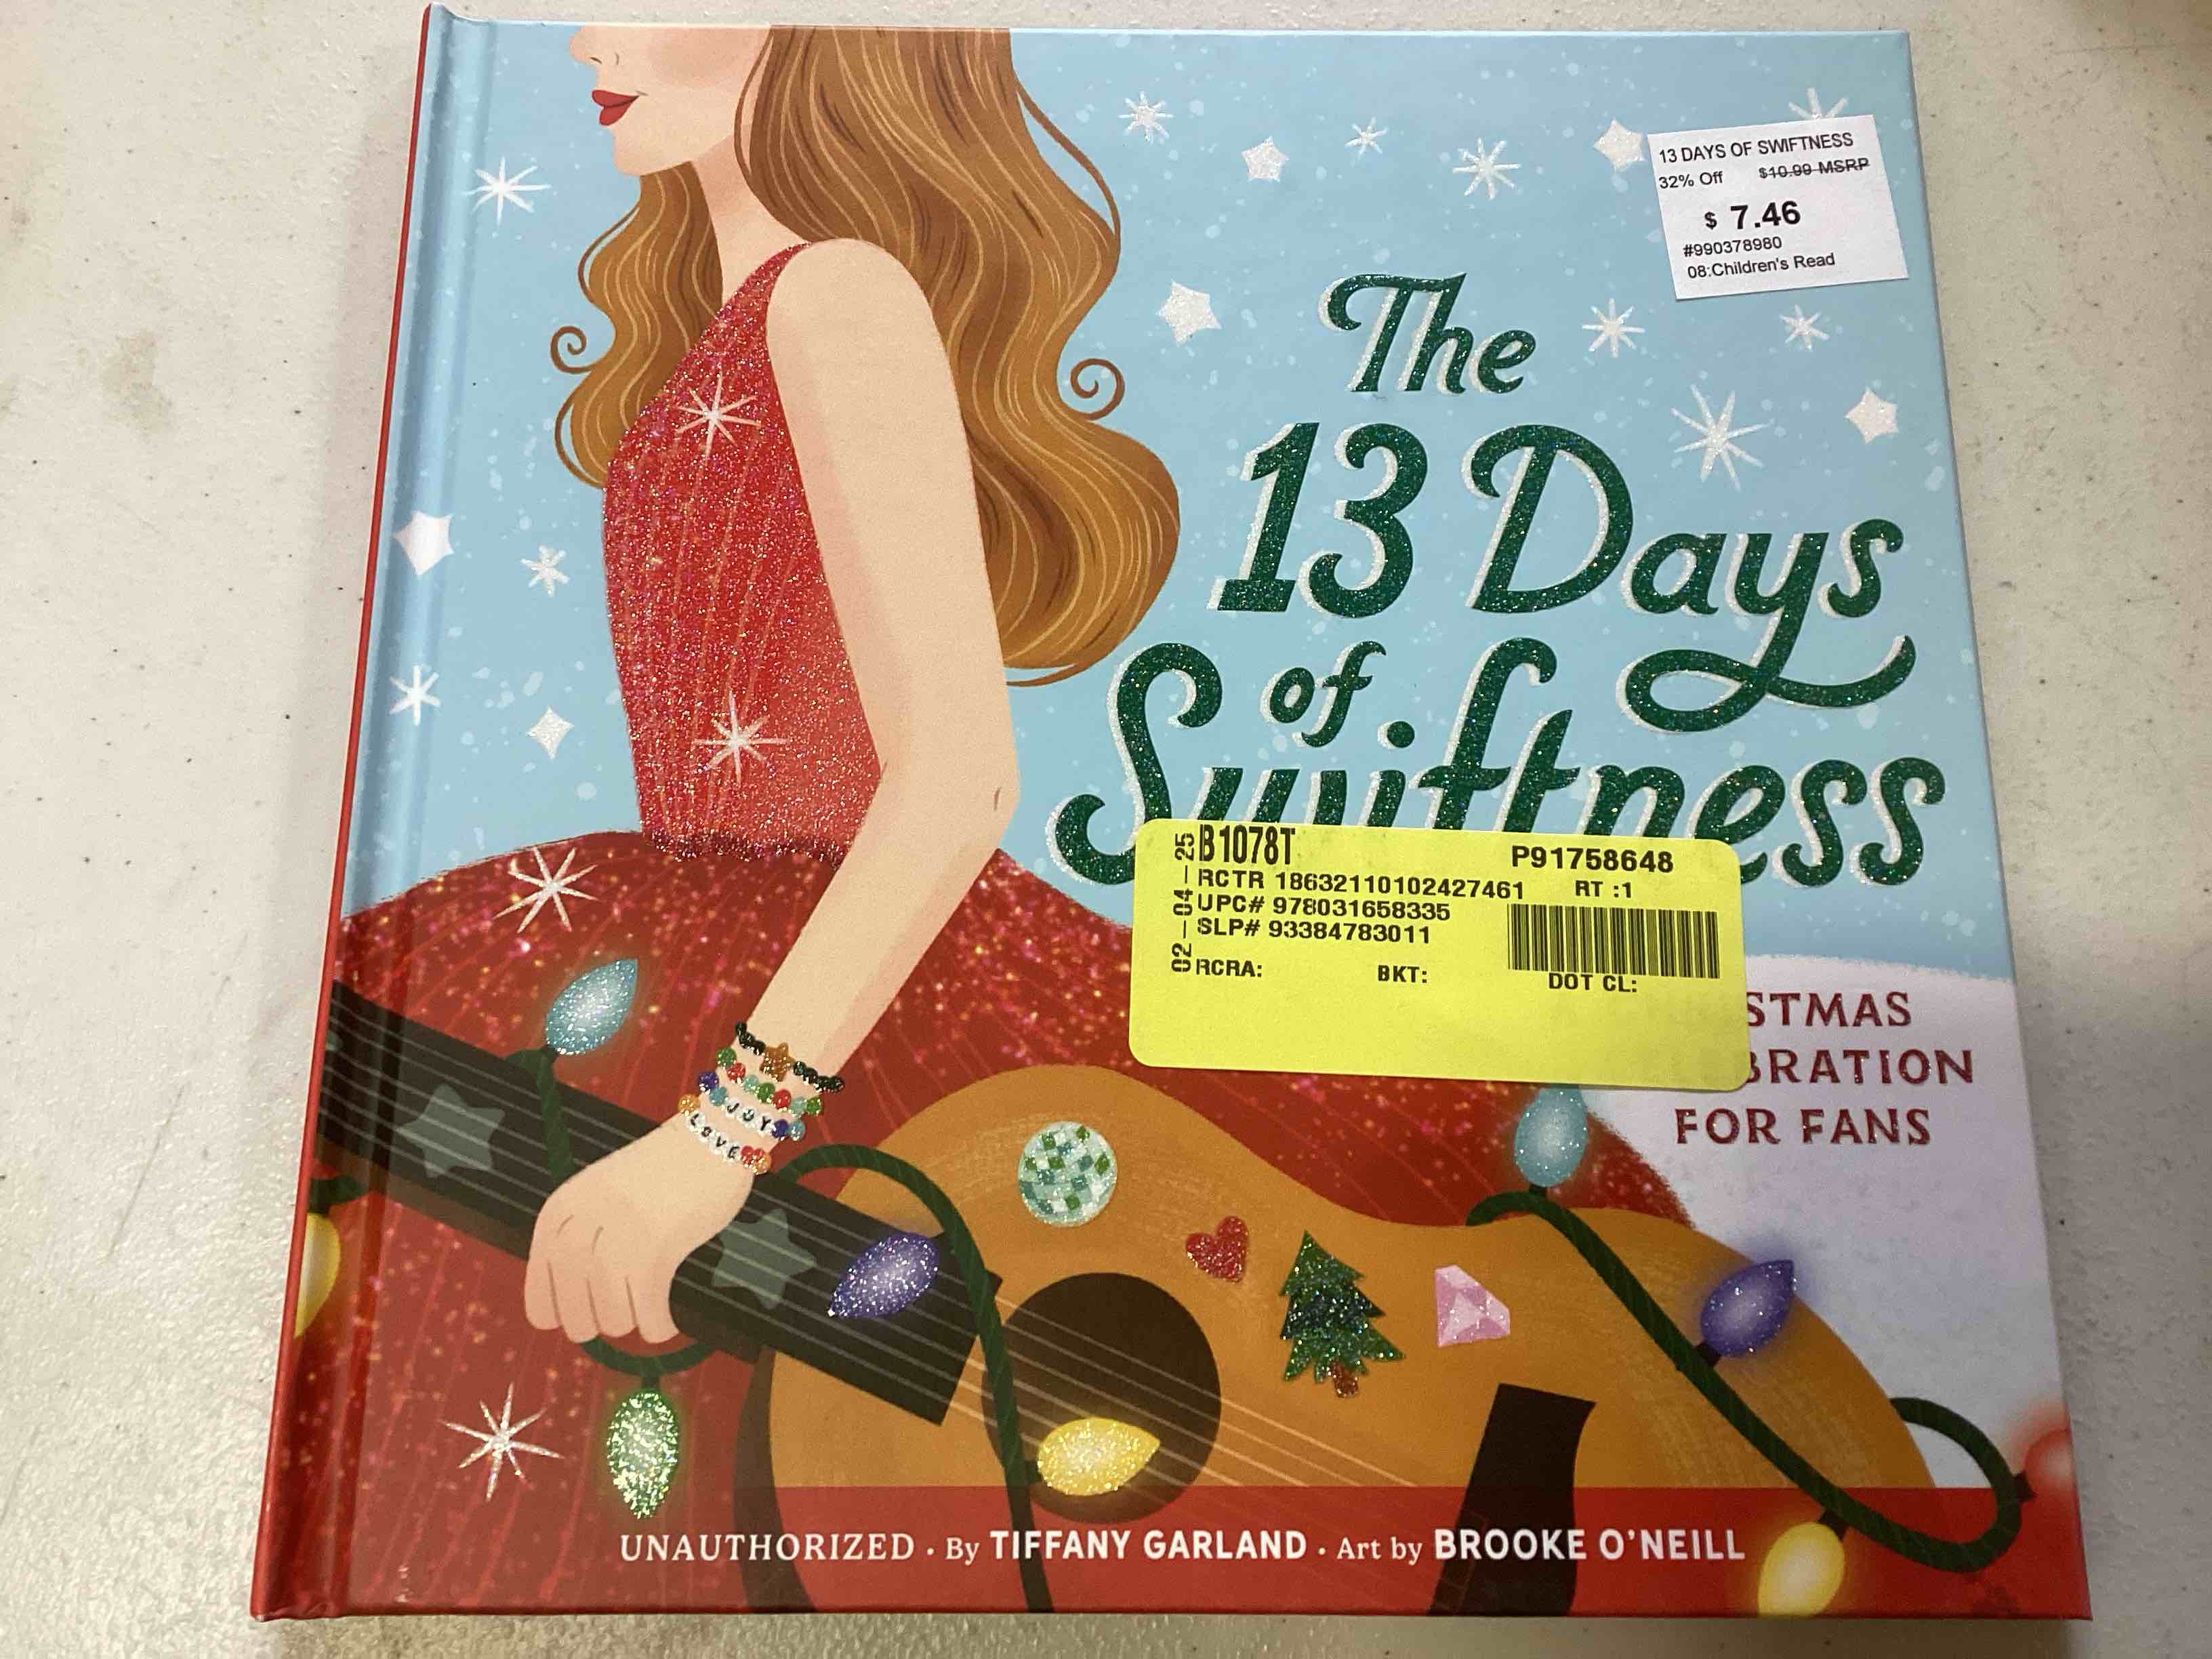 13 DAYS OF SWIFTNESS
32% Off $10.99 MSRP
$ 7.46
#990378980
08:Children's Read
The
13 Days
of
Swiftness
02-04-25
B1078T P91758648
RCTR 18632110102427461 RT :1
UPC# 978031658335
SLP# 93384783011
RCRA: BKT: DOT CL:
STMAS
BRATION
FOR FANS
JOY
LOVE
UNAUTHORIZED · By TIFFANY GARLAND · Art by BROOKE O'NEILL